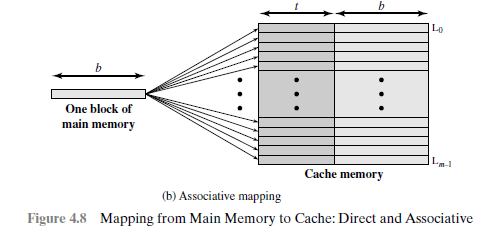 t
b
L0
b
One block of
main memory
Lm–1
Cache memory
(b) Associative mapping
Figure 4.8 Mapping from Main Memory to Cache: Direct and Associative